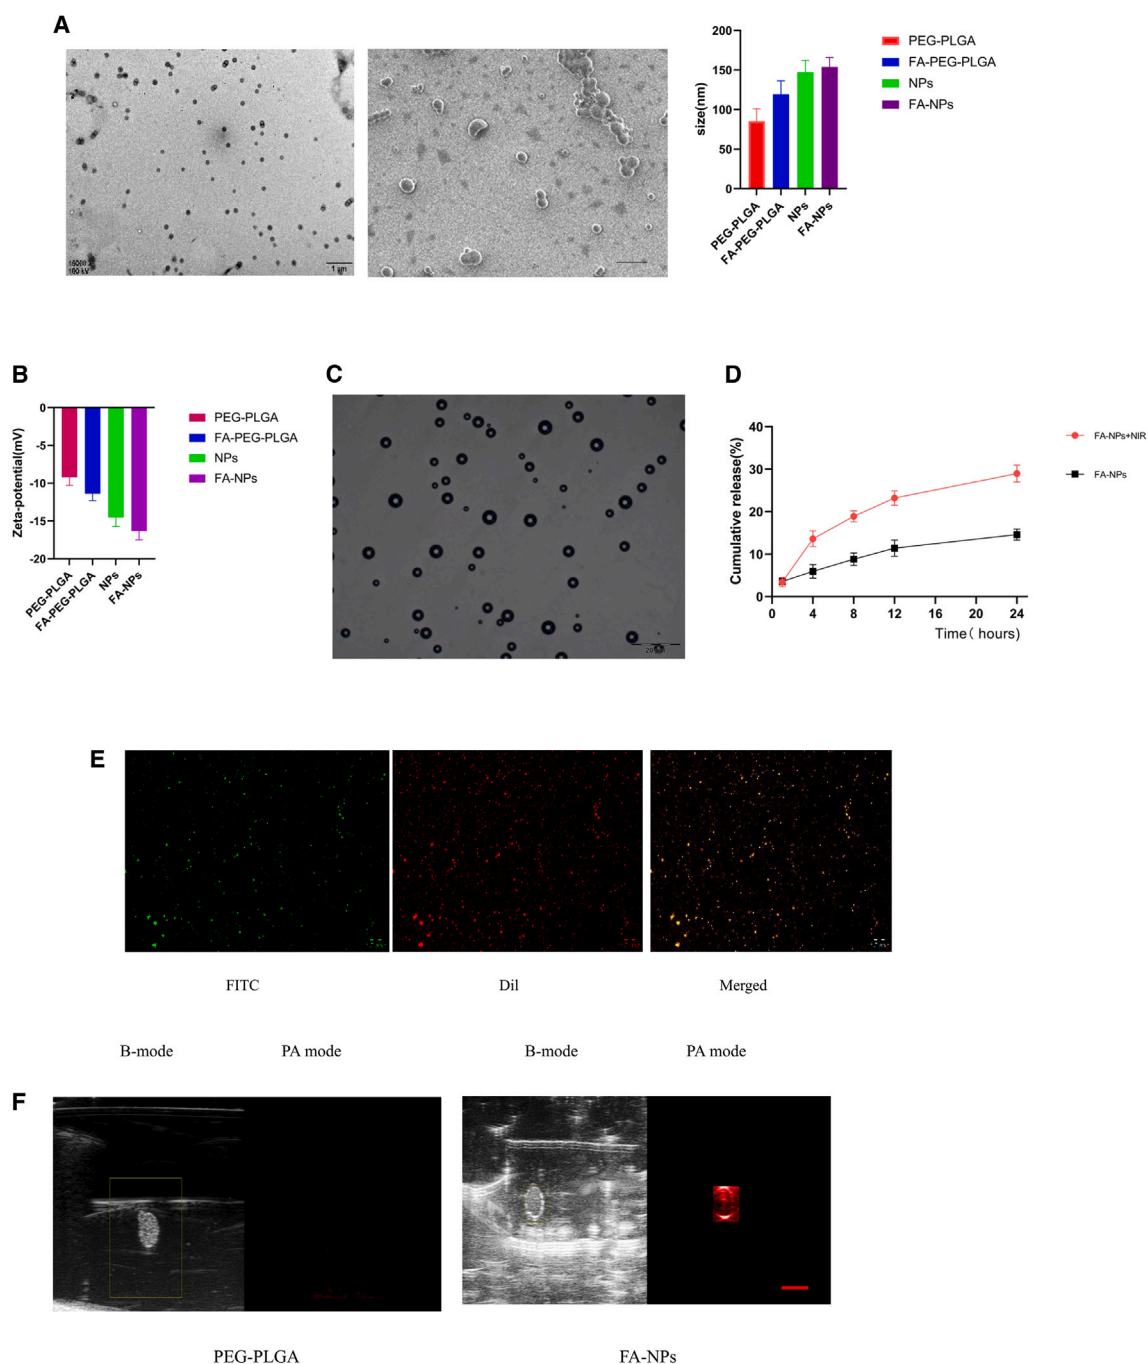 A
16000 x
100 kV
1 µm
size(nm)
200
150
100
50
0
PEG-PLGA
FA-PEG-PLGA
NPs
FA-NPs
PEG-PLGA
FA-PEG-PLGA
NPs
FA-NPs
B
Zeta-potential(mV)
0
-5
-10
-15
-20
PEG-PLGA
FA-PEG-PLGA
NPs
FA-NPs
PEG-PLGA
FA-PEG-PLGA
NPs
FA-NPs
C
D
Cumulative release(%)
40
30
20
10
0
0 4 8 12 16 20 24
Time( hours)
FA-NPs+NIR
FA-NPs
E
FITC
Dil
Merged
B-mode
PA mode
B-mode
PA mode
F
PEG-PLGA
FA-NPs